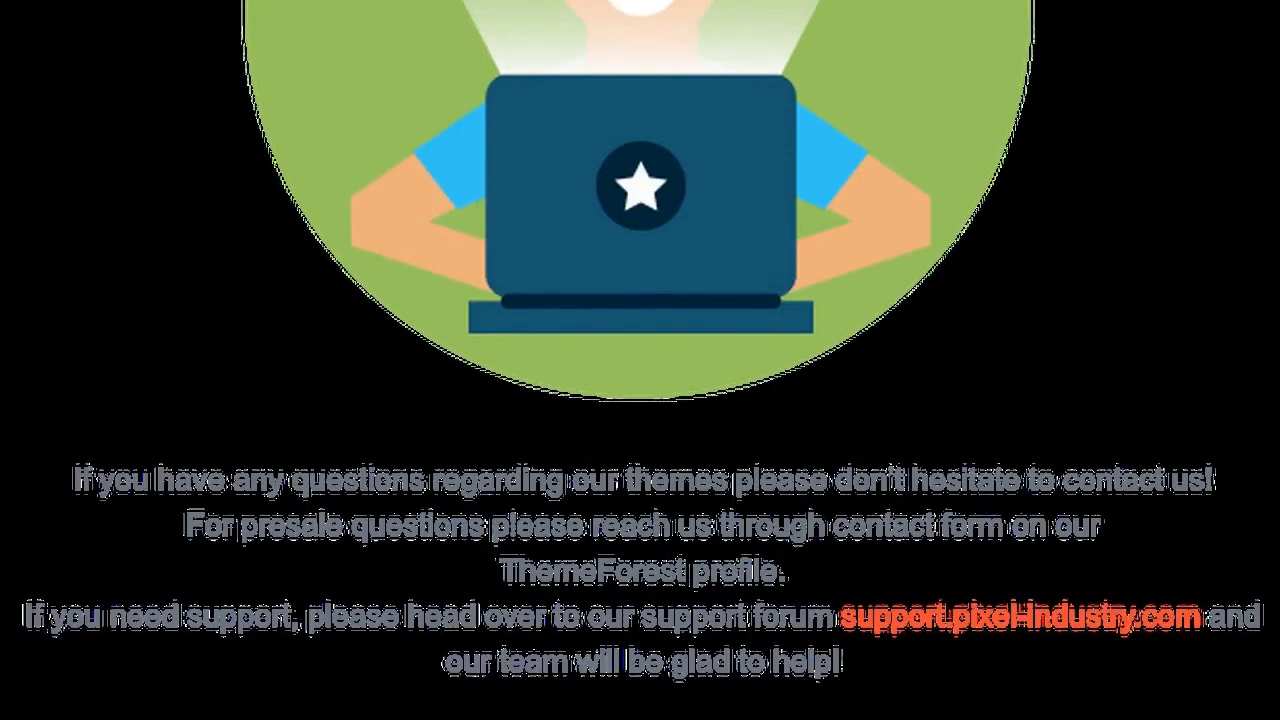 If you have any questions regarding our themes please don't hesitate to contact us!
For presale questions please reach us through contact form on our
ThemeForest profile.
If you need support, please head over to our support forum support.pixel-industry.com and
our team will be glad to help!